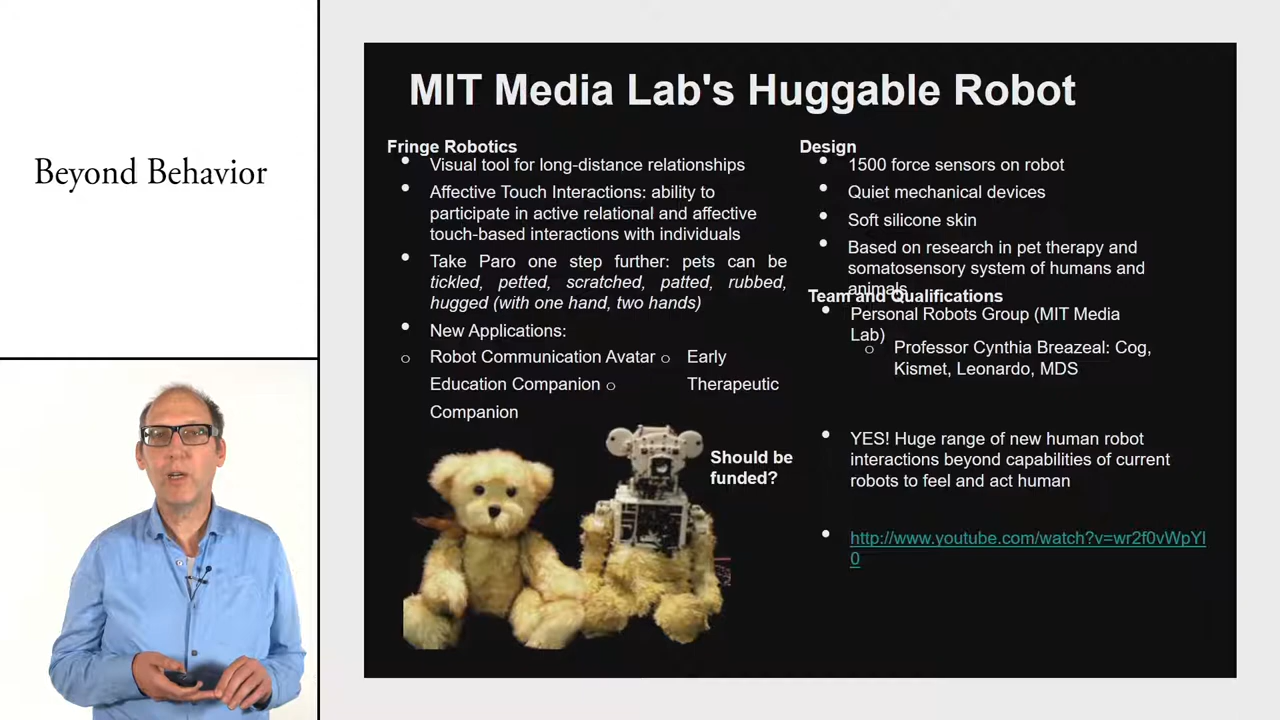 Beyond Behavior
MIT Media Lab's Huggable Robot
Fringe Robotics
Visual tool for long-distance relationships
Affective Touch Interactions: ability to
participate in active relational and affective
touch-based interactions with individuals
Take Paro one step further: pets can be
tickled, petted, scratched, patted, rubbed,
hugged (with one hand, two hands)
New Applications:
o Robot Communication Avatar o Early
Education Companion o Therapeutic
Companion
Should be
funded?
Design
1500 force sensors on robot
Quiet mechanical devices
Soft silicone skin
Based on research in pet therapy and
somatosensory system of humans and
animals
Team and Qualifications
Personal Robots Group (MIT Media
Lab)
o Professor Cynthia Breazeal: Cog,
Kismet, Leonardo, MDS
YES! Huge range of new human robot
interactions beyond capabilities of current
robots to feel and act human
http://www.youtube.com/watch?v=wr2f0vWpYI
0